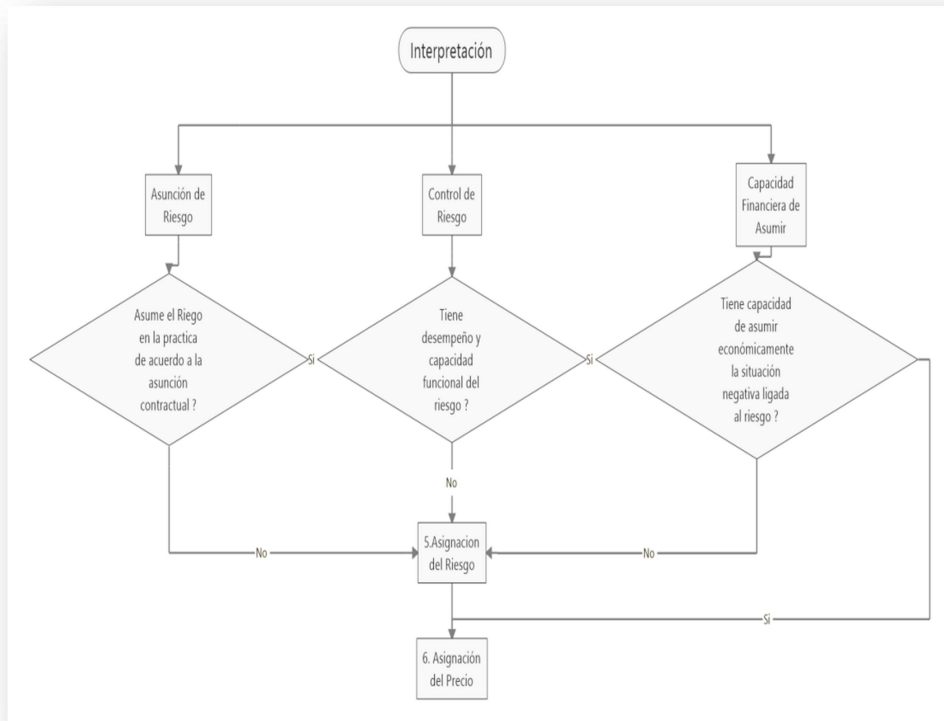 Interpretación
Asunción de
Riesgo
Control de
Riesgo
Capacidad
Financiera de
Asumir
Asume el Riego
en la practica
de acuerdo a la
asunción
contractual ?
Si
Tiene
desempeño y
capacidad
funcional del
riesgo ?
Si
Tiene capacidad
de asumir
económicamente
la situación
negativa ligada
al riesgo ?
No
No
No
5.Asignacion
del Riesgo
Si
6. Asignación
del Precio